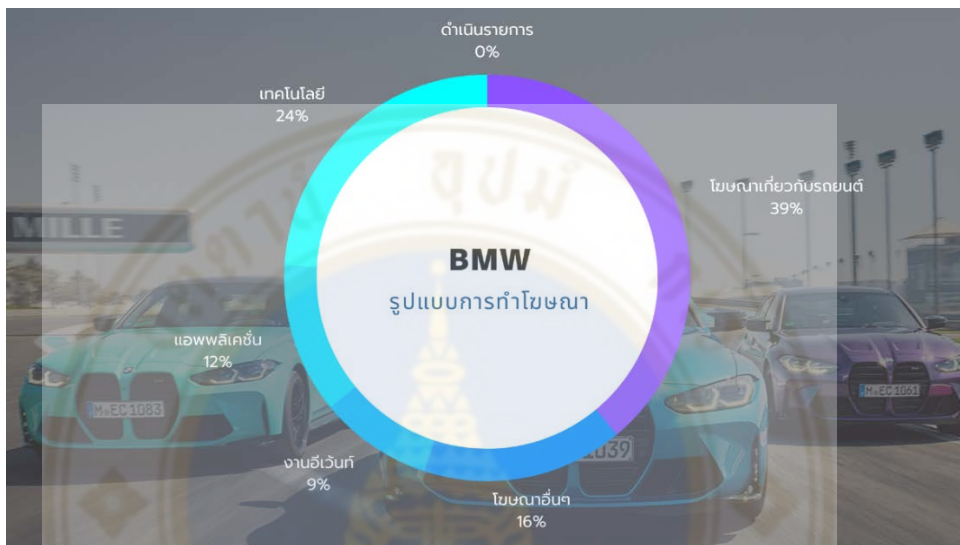 ดำเนินรายการ
0%
เทคโนโลยี
24%
โฆษณาเกี่ยวกับรถยนต์
39%
MILLE
BMW
รูปแบบการทำโฆษณา
แอพพลิเคชั่น
12%
M EC1083
M EC1061
1039
งานอีเว้นท์
9%
โฆษณาอื่นๆ
16%